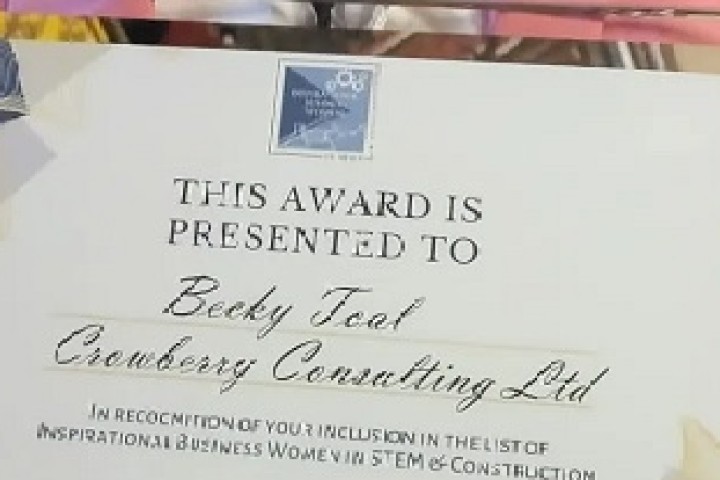 THIS AWARD IS
PRESENTED TO
Becky Toal
Crowberry Consulting Ltd
IN RECOGNITION OF YOUR INCLUSION IN THE LIST OF
INSPIRATIONAL BUSINESS WOMEN IN STEM & CONSTRUCTION